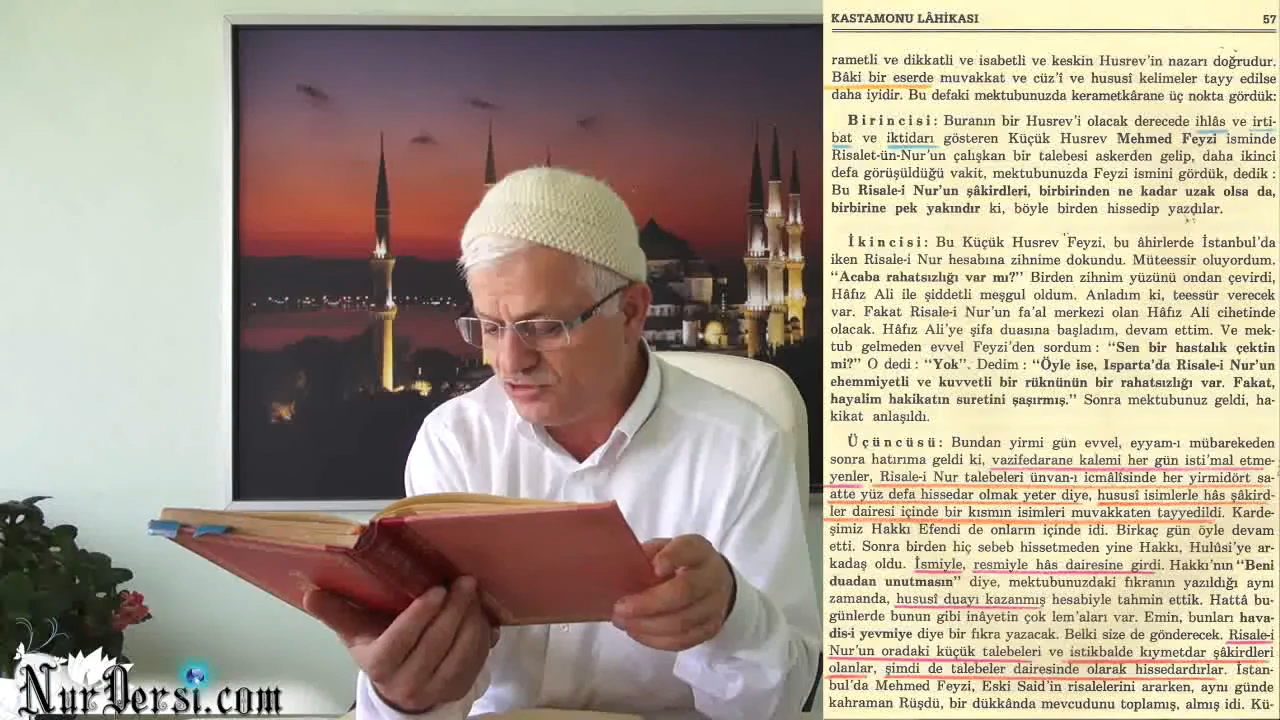 KASTAMONU LÂHİKASI 57
rametli ve dikkatli ve isabetli ve keskin Husrev'in nazarı doğrudur.
Bâki bir eserde muvakkat ve cüz'î ve hususî kelimeler tayy edilse
daha iyidir. Bu defaki mektubunuzda kerametkârane üç nokta gördük:
Birincisi: Buranın bir Husrev'i olacak derecede ihlâs ve irti-
bat ve iktidarı gösteren Küçük Husrev Mehmed Feyzi isminde
Risalet-ün-Nur'un çalışkan bir talebesi askerden gelip, daha ikinci
defa görüşüldüğü vakit, mektubunuzda Feyzi ismini gördük, dedik :
Bu Risale-i Nur'un şâkirdleri, birbirinden ne kadar uzak olsa da,
birbirine pek yakındır ki, böyle birden hissedip yazdılar.
İkincisi: Bu Küçük Husrev Feyzi, bu âhirlerde İstanbul'da
iken Risale-i Nur hesabına zihnime dokundu. Müteessir oluyordum.
"Acaba rahatsızlığı var mı?" Birden zihnim yüzünü ondan çevirdi,
Hâfız Ali ile şiddetli meşgul oldum. Anladım ki, teessür verecek
var. Fakat Risale-i Nur'un fa'al merkezi olan Hâfız Ali cihetinde
olacak. Hâfız Ali'ye şifa duasına başladım, devam ettim. Ve mek-
tub gelmeden evvel Feyzi'den sordum : "Sen bir hastalık çektin
mi?" O dedi : "Yok". Dedim : "Öyle ise, Isparta'da Risale-i Nur'un
ehemmiyetli ve kuvvetli bir rüknünün bir rahatsızlığı var. Fakat,
hayalim hakikatın suretini şaşırmış." Sonra mektubunuz geldi, ha-
kikat anlaşıldı.
Üçüncüsü: Bundan yirmi gün evvel, eyyam-ı mübarekeden
sonra hatırıma geldi ki, vazifedarane kalemi her gün isti'mal etme-
yenler, Risale-i Nur talebeleri ünvan-ı icmâlîsinde her yirmidört sa-
atte yüz defa hissedar olmak yeter diye, hususî isimlerle hâs şâkird-
ler dairesi içinde bir kısmın isimleri muvakkaten tayyedildi. Karde-
şimiz Hakkı Efendi de onların içinde idi. Birkaç gün öyle devam
etti. Sonra birden hiç sebeb hissetmeden yine Hakkı, Hulûsi'ye ar-
kadaş oldu. İsmiyle, resmiyle hâs dairesine girdi. Hakkı'nın "Beni
duadan unutmasın" diye, mektubunuzdaki fıkranın yazıldığı aynı
zamanda, hususî duayı kazanmış hesabiyle tahmin ettik. Hattâ bu-
günlerde bunun gibi inâyetin çok lem'aları var. Emin, bunları hava-
dis-i yevmiye diye bir fıkra yazacak. Belki size de gönderecek. Risale-i
Nur'un oradaki küçük talebeleri ve istikbalde kıymetdar şâkirdleri
olanlar, şimdi de talebeler dairesinde olarak hissedardırlar. İstan-
bul'da Mehmed Feyzi, Eski Said'in risalelerini ararken, aynı günde
kahraman Rüşdü, bir dükkânda mevcudunu toplamış, almış idi. Kü-
NurDersi.com